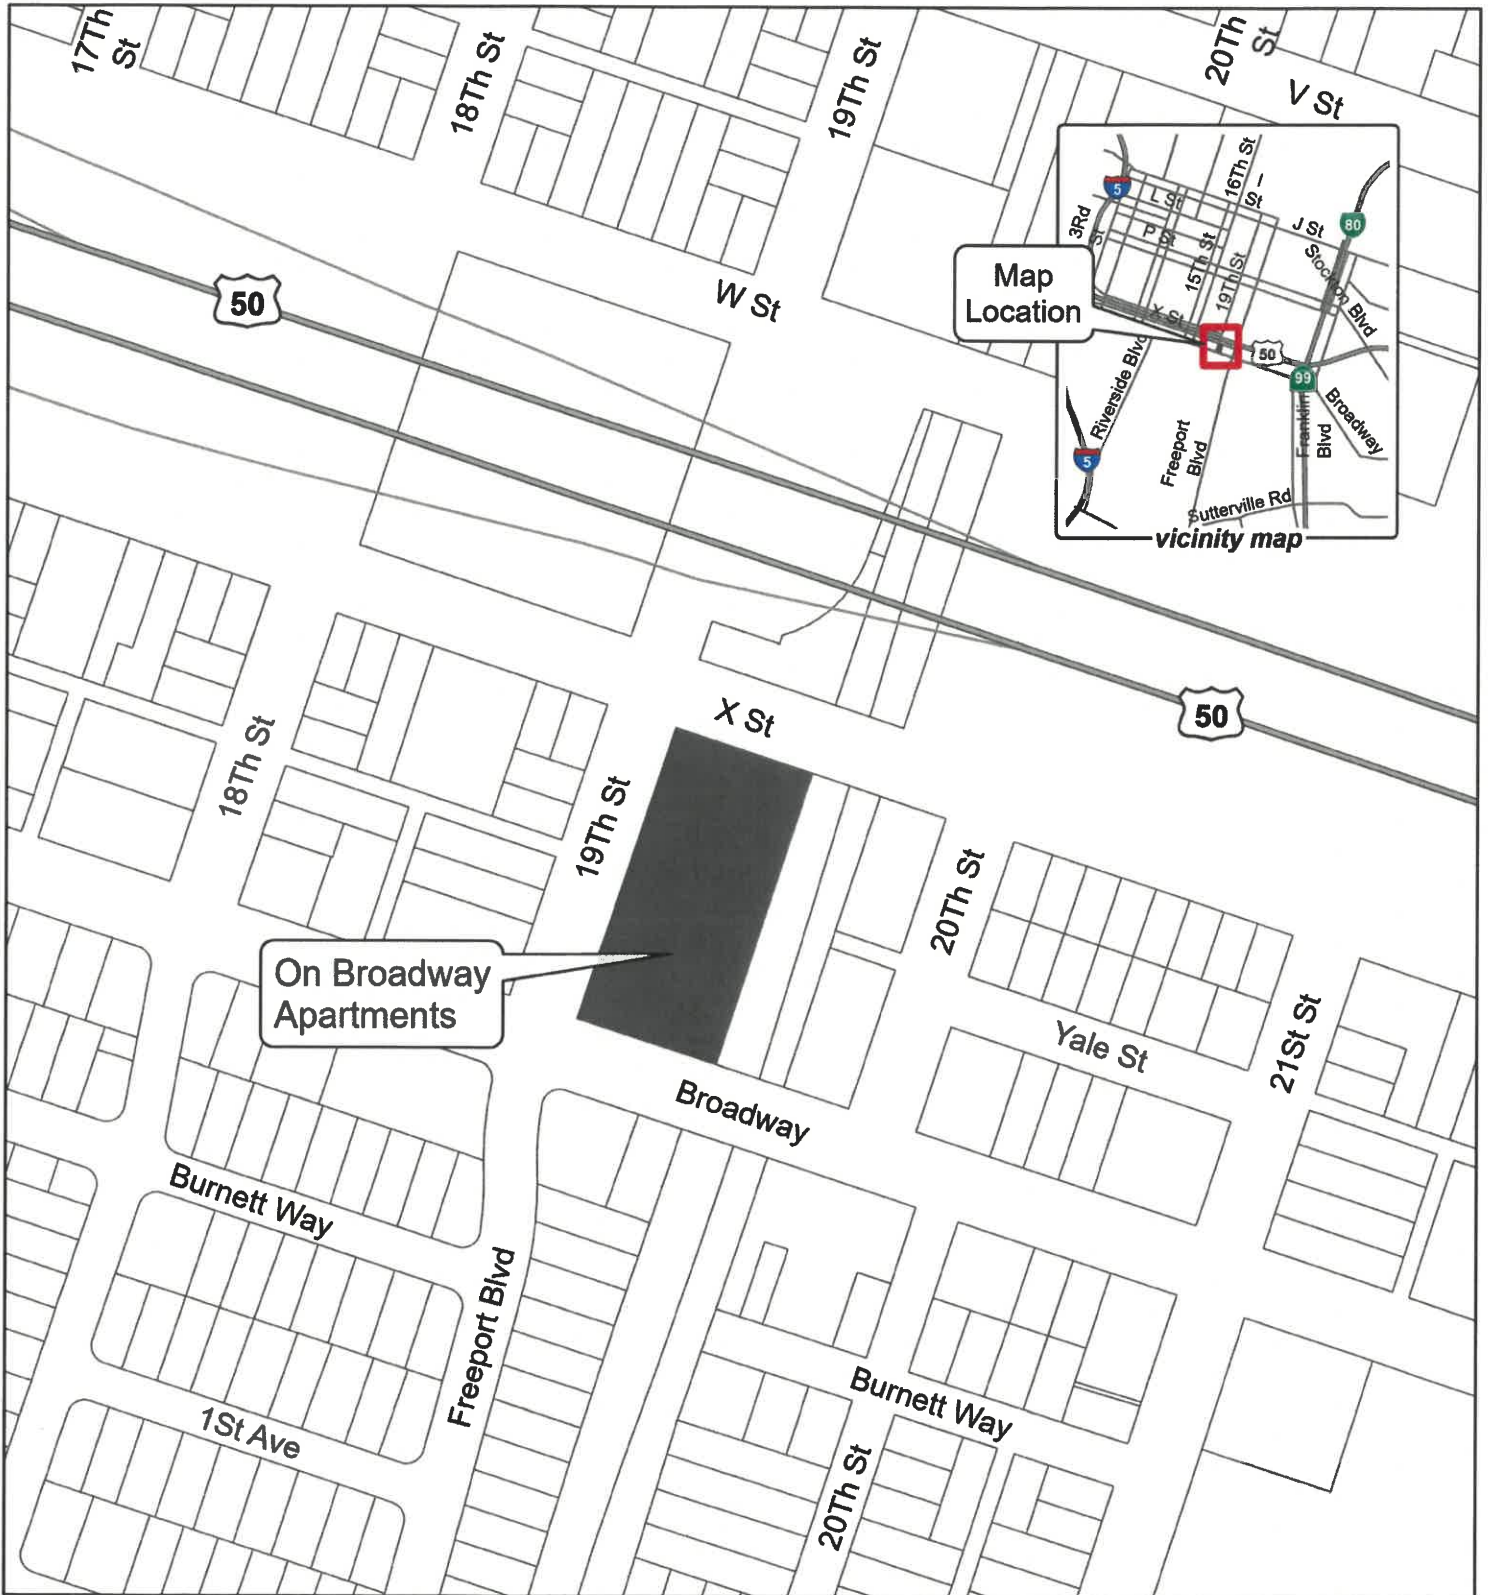 17Th
St
18Th St
19Th St
20Th
St
V St
50
W St
Map
Location
5
3Rd
St
L St
P St
16Th St
I
St
15Th St
19Th St
J St
80
Stockton Blvd
X St
50
99
Riverside Blvd
Freeport
Blvd
Franklin
Blvd
Broadway
5
Sutterville Rd
vicinity map
X St
50
18Th St
19Th St
20Th St
21St St
On Broadway
Apartments
Yale St
Broadway
Burnett Way
Freeport Blvd
Burnett Way
1St Ave
20Th St